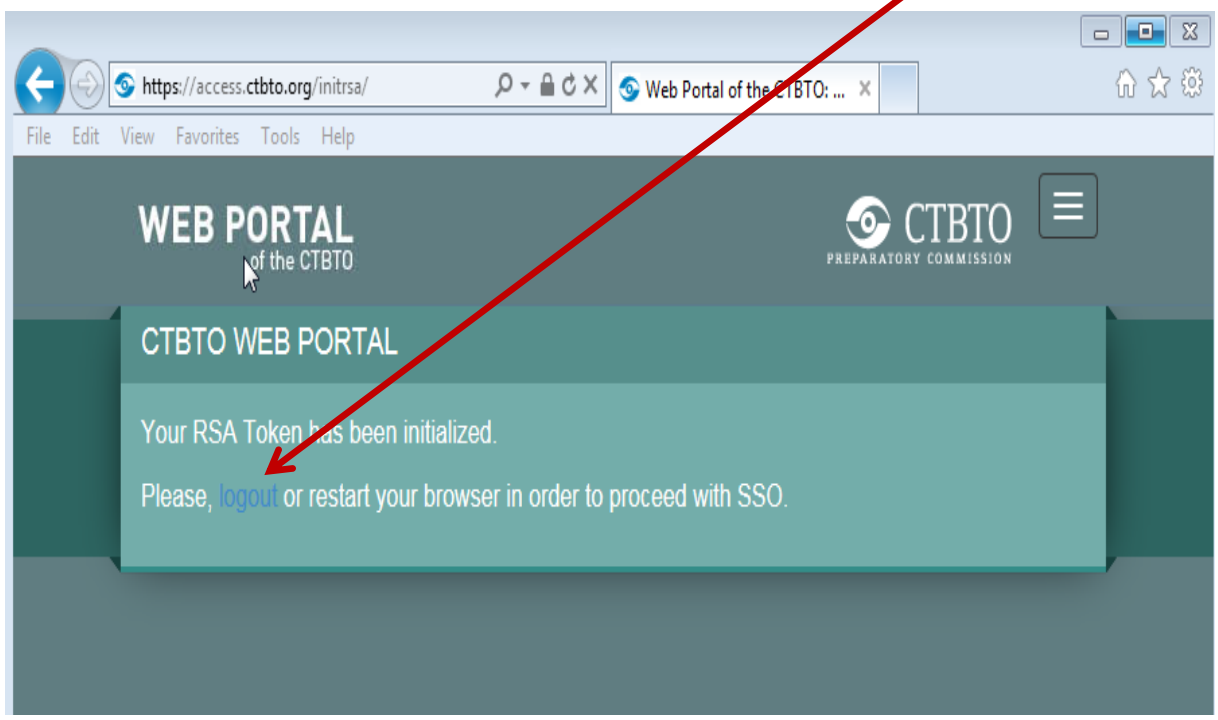 https://access.ctbto.org/initrsa/
Web Portal of the CTBTO: ...
File Edit View Favorites Tools Help
WEB PORTAL
of the CTBTO
CTBTO
PREPARATORY COMMISSION
CTBTO WEB PORTAL
Your RSA Token has been initialized.
Please, logout or restart your browser in order to proceed with SSO.